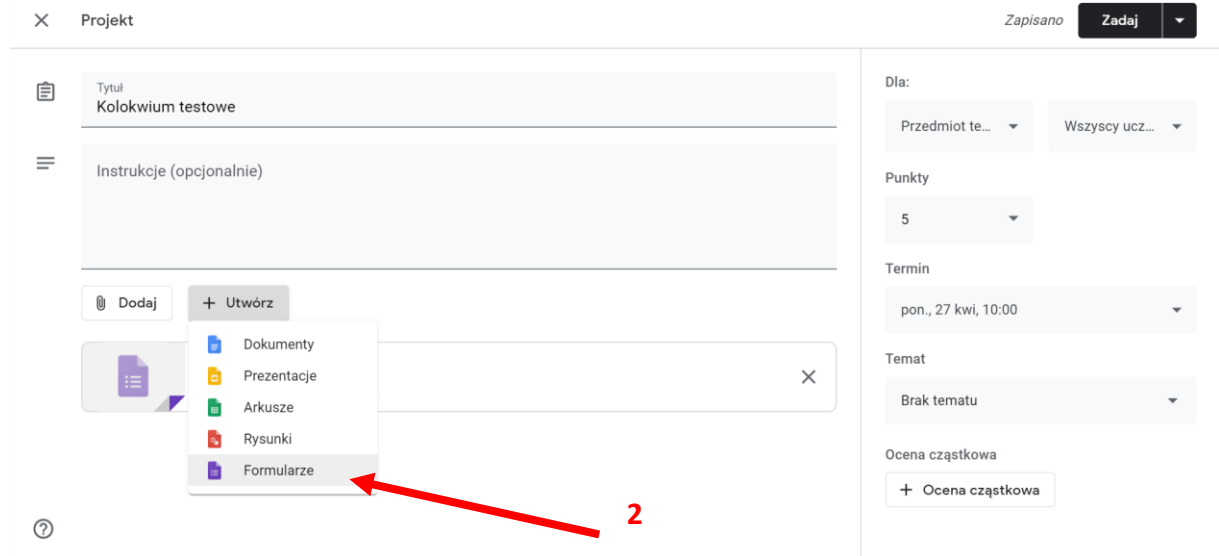 Projekt
Zapisano
Zadaj
Tytuł
Kolokwium testowe
Instrukcje (opcjonalnie)
Dodaj
+ Utwórz
Dokumenty
Prezentacje
Arkusze
Rysunki
Formularze
2
Dla:
Przedmiot te...
Wszyscy ucz...
Punkty
5
Termin
pon., 27 kwi, 10:00
Temat
Brak tematu
Ocena cząstkowa
+ Ocena cząstkowa